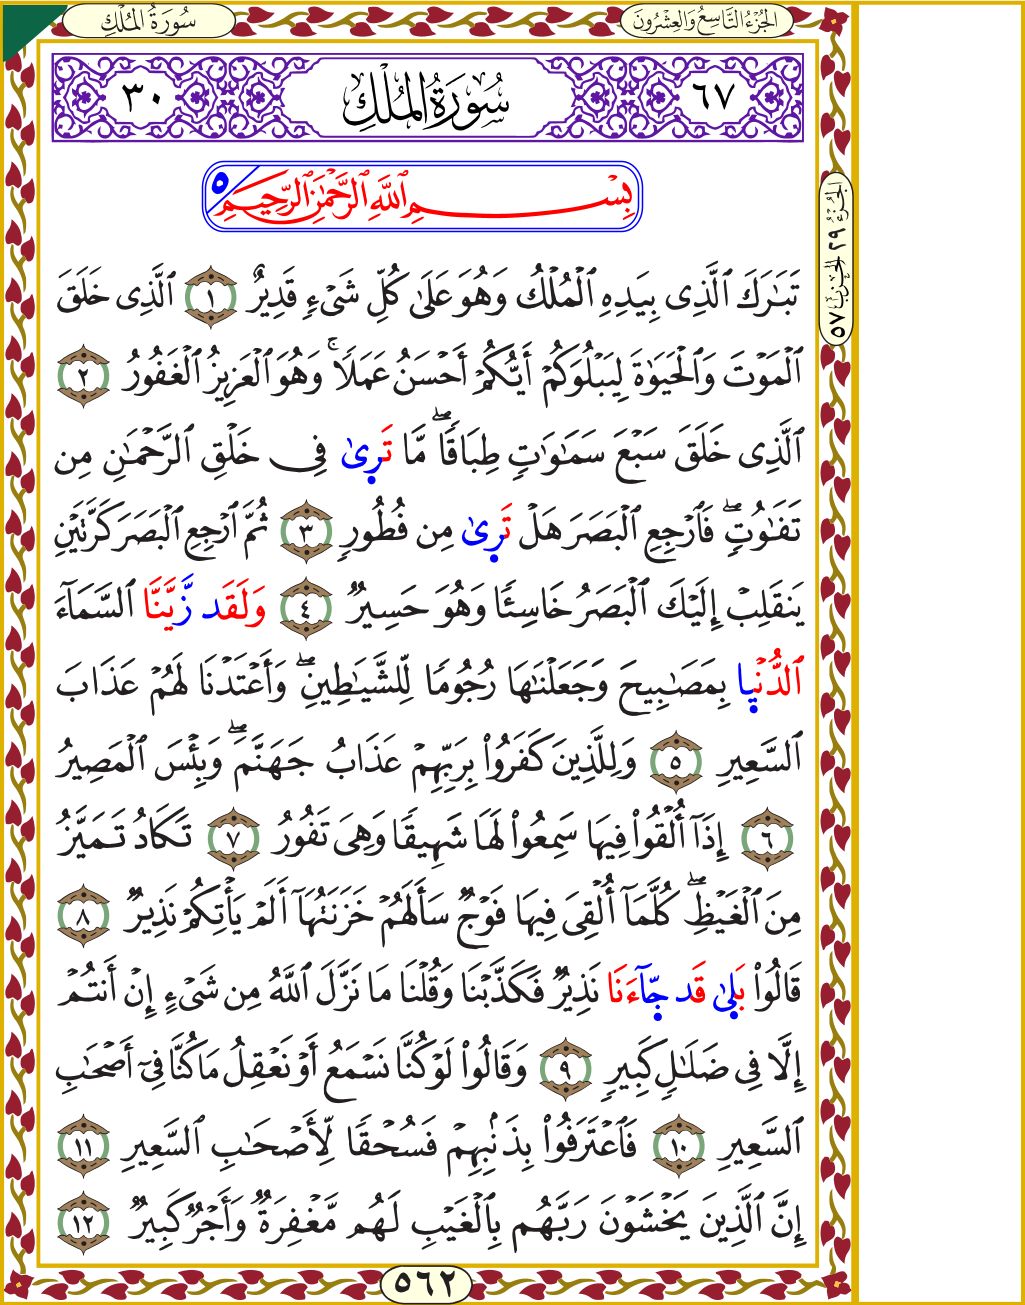 سُورَةُ المُلْكِ
الجُزْءُ التَّاسِعُ وَالعِشْرُونَ
٦٧
سُورَةُ المُلْكِ
٣٠
بِسْمِ ٱللَّهِ ٱلرَّحْمَٰنِ ٱلرَّحِيمِ ٥
تَبَٰرَكَ ٱلَّذِى بِيَدِهِ ٱلْمُلْكُ وَهُوَ عَلَىٰ كُلِّ شَىْءٍ قَدِيرٌ ١ ٱلَّذِى خَلَقَ
ٱلْمَوْتَ وَٱلْحَيَوٰةَ لِيَبْلُوَكُمْ أَيُّكُمْ أَحْسَنُ عَمَلًا ۚ وَهُوَ ٱلْعَزِيزُ ٱلْغَفُورُ ٢
ٱلَّذِى خَلَقَ سَبْعَ سَمَٰوَٰتٍ طِبَاقًا ۖ مَّا تَرِىٰ فِى خَلْقِ ٱلرَّحْمَٰنِ مِن
تَفَٰوُتٍ ۖ فَٱرْجِعِ ٱلْبَصَرَ هَلْ تَرِىٰ مِن فُطُورٍ ٣ ثُمَّ ٱرْجِعِ ٱلْبَصَرَ كَرَّتَيْنِ
يَنقَلِبْ إِلَيْكَ ٱلْبَصَرُ خَاسِئًا وَهُوَ حَسِيرٌ ٤ وَلَقَد زَّيَّنَّا ٱلسَّمَآءَ
ٱلدُّنْيِا بِمَصَٰبِيحَ وَجَعَلْنَٰهَا رُجُومًا لِّلشَّيَٰطِينِ ۖ وَأَعْتَدْنَا لَهُمْ عَذَابَ
ٱلسَّعِيرِ ٥ وَلِلَّذِينَ كَفَرُوا۟ بِرَبِّهِمْ عَذَابُ جَهَنَّمَ ۖ وَبِئْسَ ٱلْمَصِيرُ
٦ إِذَآ أُلْقُوا۟ فِيهَا سَمِعُوا۟ لَهَا شَهِيقًا وَهِىَ تَفُورُ ٧ تَكَادُ تَمَيَّزُ
مِنَ ٱلْغَيْظِ ۖ كُلَّمَآ أُلْقِىَ فِيهَا فَوْجٌ سَأَلَهُمْ خَزَنَتُهَآ أَلَمْ يَأْتِكُمْ نَذِيرٌ ٨
قَالُوا۟ بَلِىٰ قَد جِّآءَنَا نَذِيرٌ فَكَذَّبْنَا وَقُلْنَا مَا نَزَّلَ ٱللَّهُ مِن شَىْءٍ إِنْ أَنتُمْ
إِلَّا فِى ضَلَٰلٍ كَبِيرٍ ٩ وَقَالُوا۟ لَوْ كُنَّا نَسْمَعُ أَوْ نَعْقِلُ مَا كُنَّا فِىٓ أَصْحَٰبِ
ٱلسَّعِيرِ ١٠ فَٱعْتَرَفُوا۟ بِذَنۢبِهِمْ فَسُحْقًا لِّأَصْحَٰبِ ٱلسَّعِيرِ ١١
إِنَّ ٱلَّذِينَ يَخْشَوْنَ رَبَّهُم بِٱلْغَيْبِ لَهُم مَّغْفِرَةٌ وَأَجْرٌ كَبِيرٌ ١٢
الجزء ٢٩ الحزب ٥٧
٥٦٢